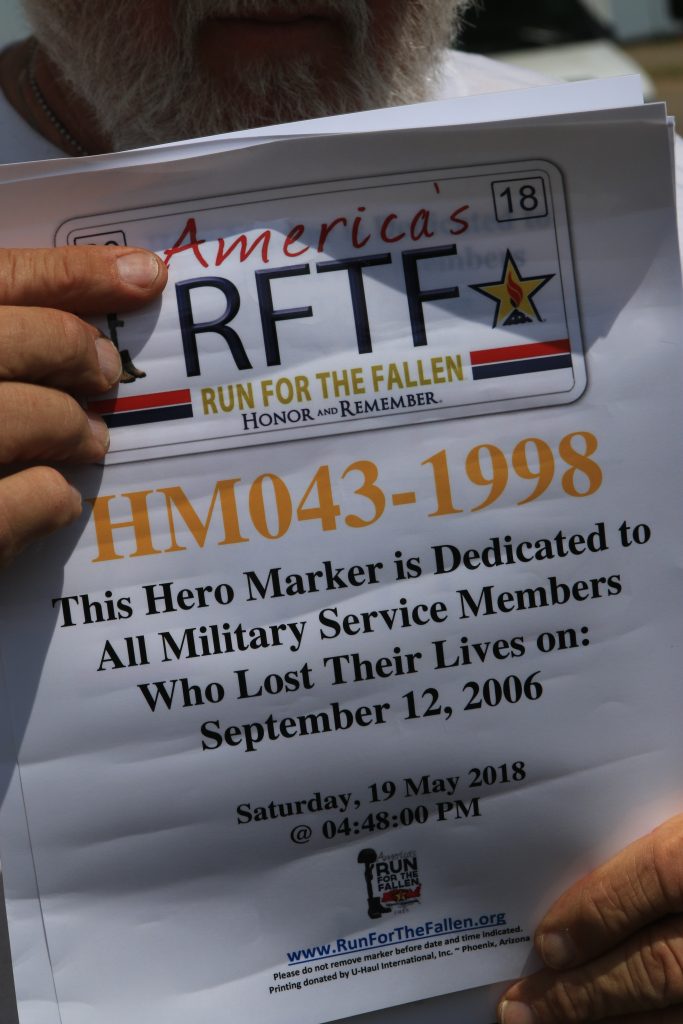 18
America's
RFTF
RUN FOR THE FALLEN
HONOR AND REMEMBER
HM043-1998
This Hero Marker is Dedicated to
All Military Service Members
Who Lost Their Lives on:
September 12, 2006
Saturday, 19 May 2018
@ 04:48:00 PM
America's
RUN
FOR THE
FALLEN
www.RunForTheFallen.org
Please do not remove marker before date and time indicated.
Printing donated by U-Haul International, Inc. ~ Phoenix, Arizona